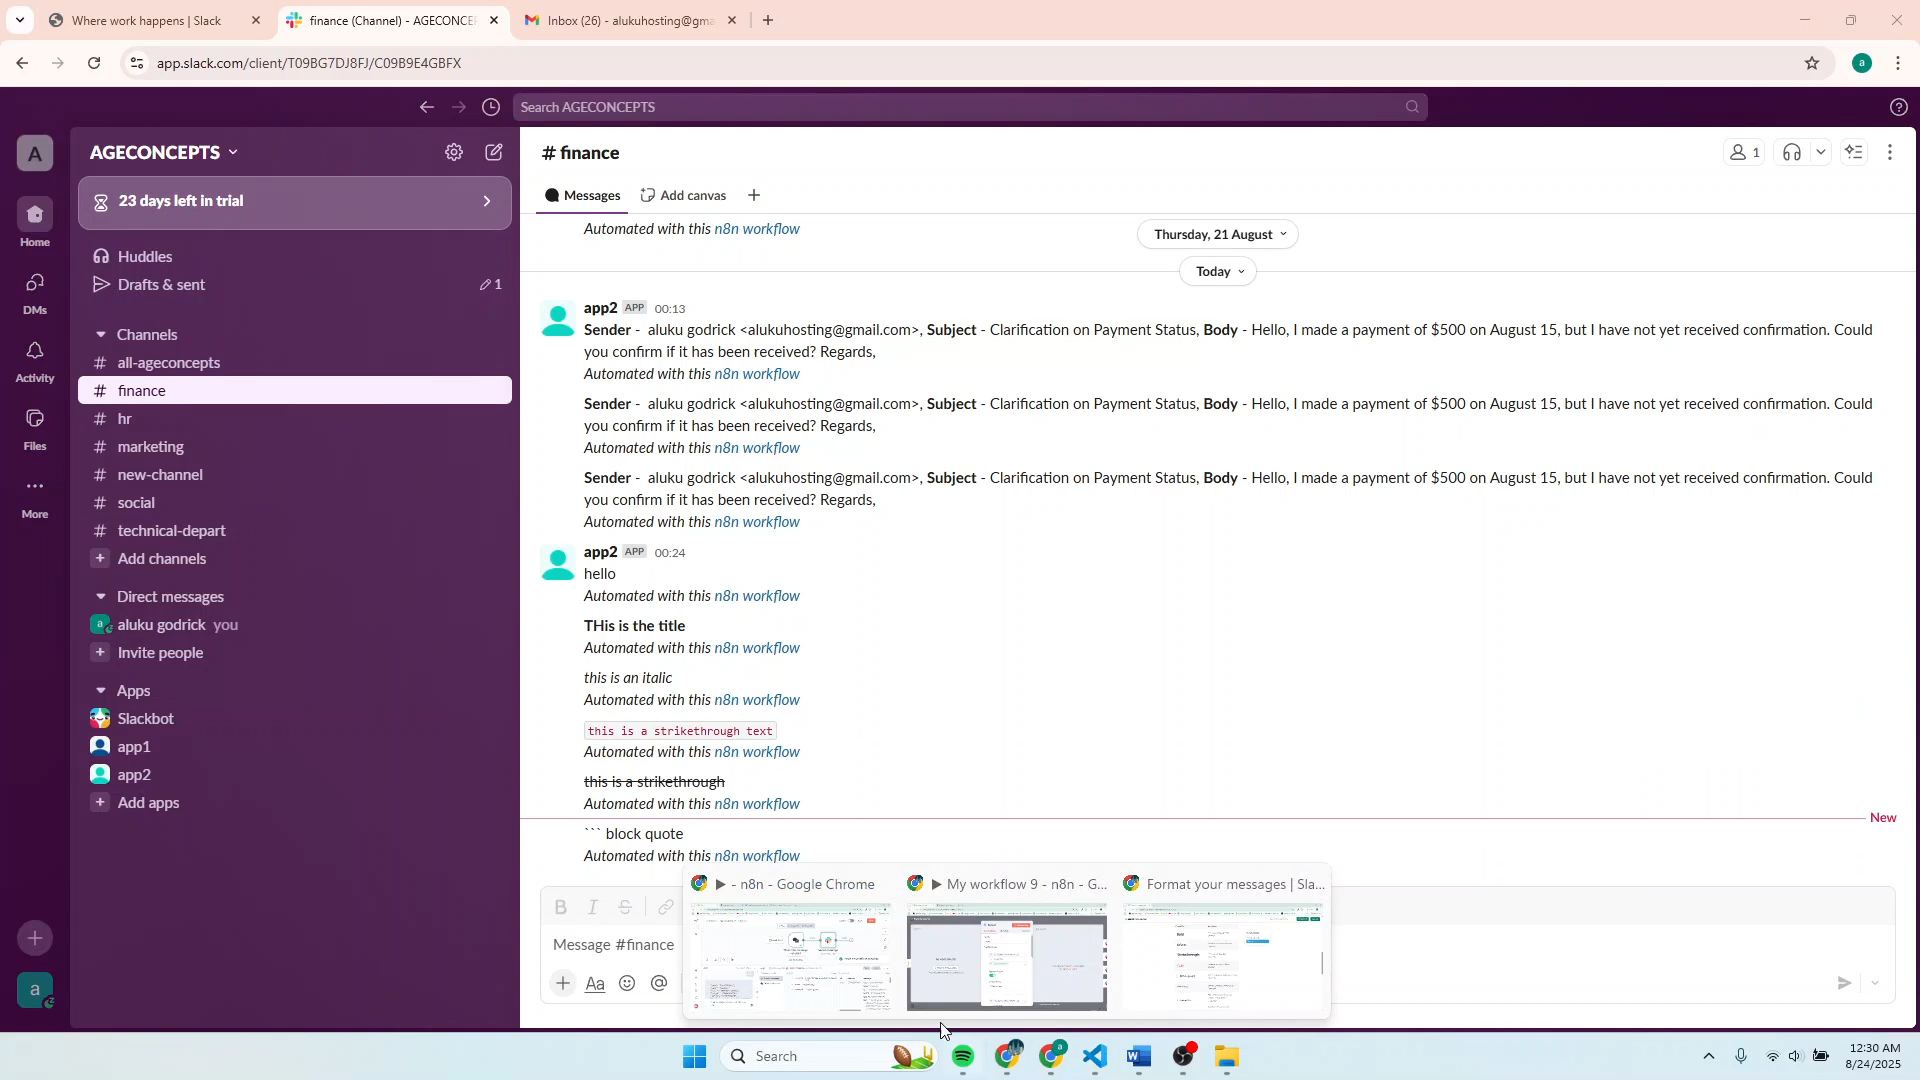 Where work happens | Slack
finance (Channel) - AGECONCEP
Inbox (26) - alukuhosting@gma
app.slack.com/client/T09BG7DJ8FJ/C09B9E4GBFX
a
Search AGECONCEPTS
A
AGECONCEPTS
23 days left in trial
Home
DMs
Activity
Files
More
a
Huddles
Drafts & sent
1
Channels
# all-ageconcepts
# finance
# hr
# marketing
# new-channel
# social
# technical-depart
+ Add channels
Direct messages
a aluku godrick you
+ Invite people
Apps
Slackbot
app1
app2
+ Add apps
# finance
1
Messages
Add canvas
Automated with this n8n workflow
Thursday, 21 August
Today
app2 APP 00:13
Sender - aluku godrick <alukuhosting@gmail.com>, Subject - Clarification on Payment Status, Body - Hello, I made a payment of $500 on August 15, but I have not yet received confirmation. Could
you confirm if it has been received? Regards,
Automated with this n8n workflow
Sender - aluku godrick <alukuhosting@gmail.com>, Subject - Clarification on Payment Status, Body - Hello, I made a payment of $500 on August 15, but I have not yet received confirmation. Could
you confirm if it has been received? Regards,
Automated with this n8n workflow
Sender - aluku godrick <alukuhosting@gmail.com>, Subject - Clarification on Payment Status, Body - Hello, I made a payment of $500 on August 15, but I have not yet received confirmation. Could
you confirm if it has been received? Regards,
Automated with this n8n workflow
app2 APP 00:24
hello
Automated with this n8n workflow
THis is the title
Automated with this n8n workflow
this is an italic
Automated with this n8n workflow
this is a strikethrough text
Automated with this n8n workflow
this is a strikethrough
Automated with this n8n workflow
New
``` block quote
Automated with this n8n workflow
B I S
Message #finance
Aa
▶ - n8n - Google Chrome
▶ My workflow 9 - n8n - G...
Format your messages | Sla...
Search
12:30 AM
8/24/2025